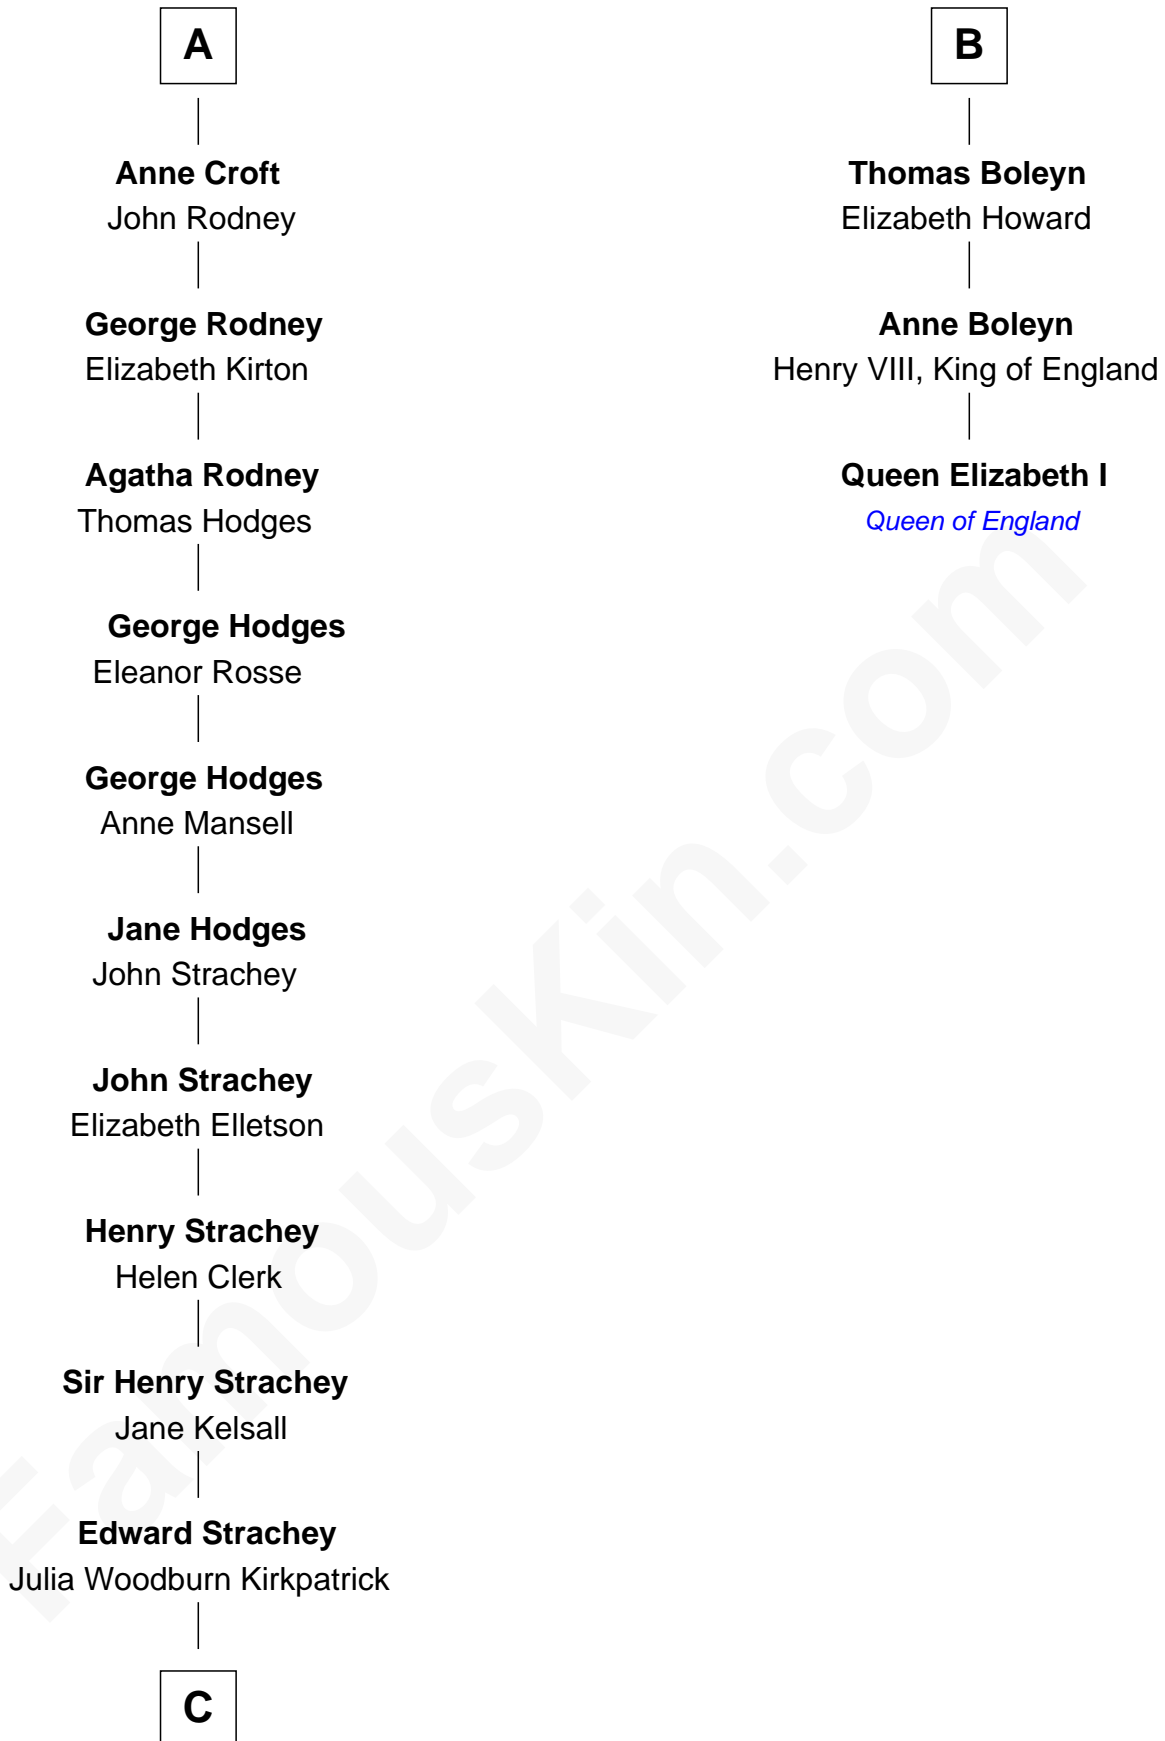 A
Anne Croft
John Rodney
George Rodney
Elizabeth Kirton
Agatha Rodney
Thomas Hodges
George Hodges
Eleanor Rosse
George Hodges
Anne Mansell
Jane Hodges
John Strachey
John Strachey
Elizabeth Elletson
Henry Strachey
Helen Clerk
Sir Henry Strachey
Jane Kelsall
Edward Strachey
Julia Woodburn Kirkpatrick
C
B
Thomas Boleyn
Elizabeth Howard
Anne Boleyn
Henry VIII, King of England
Queen Elizabeth I
Queen of England
FamousKin.com